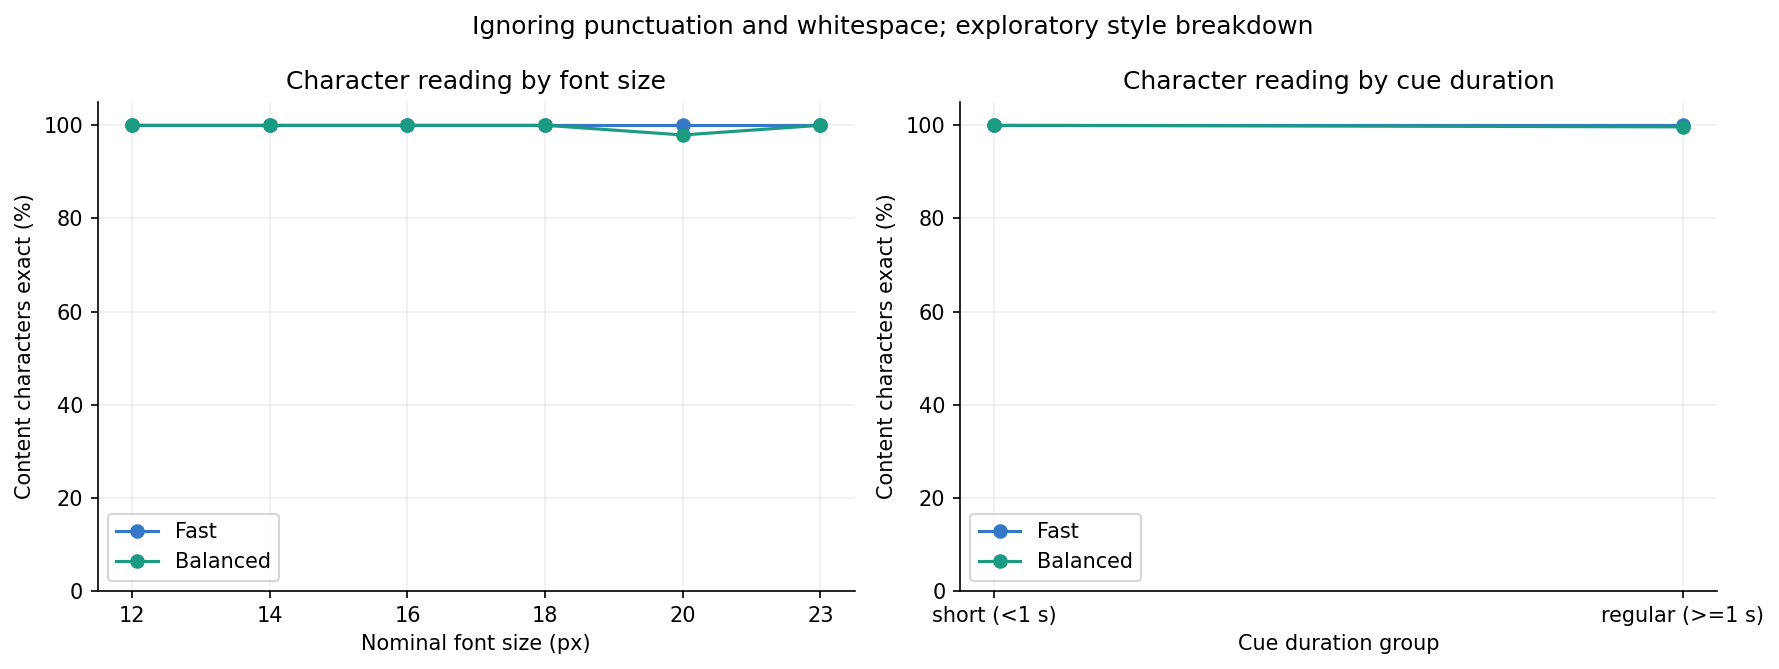 Ignoring punctuation and whitespace; exploratory style breakdown
Character reading by font size
Content characters exact (%)
100
80
60
40
20
0
Fast
Balanced
12 14 16 18 20 23
Nominal font size (px)
Character reading by cue duration
Content characters exact (%)
100
80
60
40
20
0
Fast
Balanced
short (<1 s) regular (>=1 s)
Cue duration group